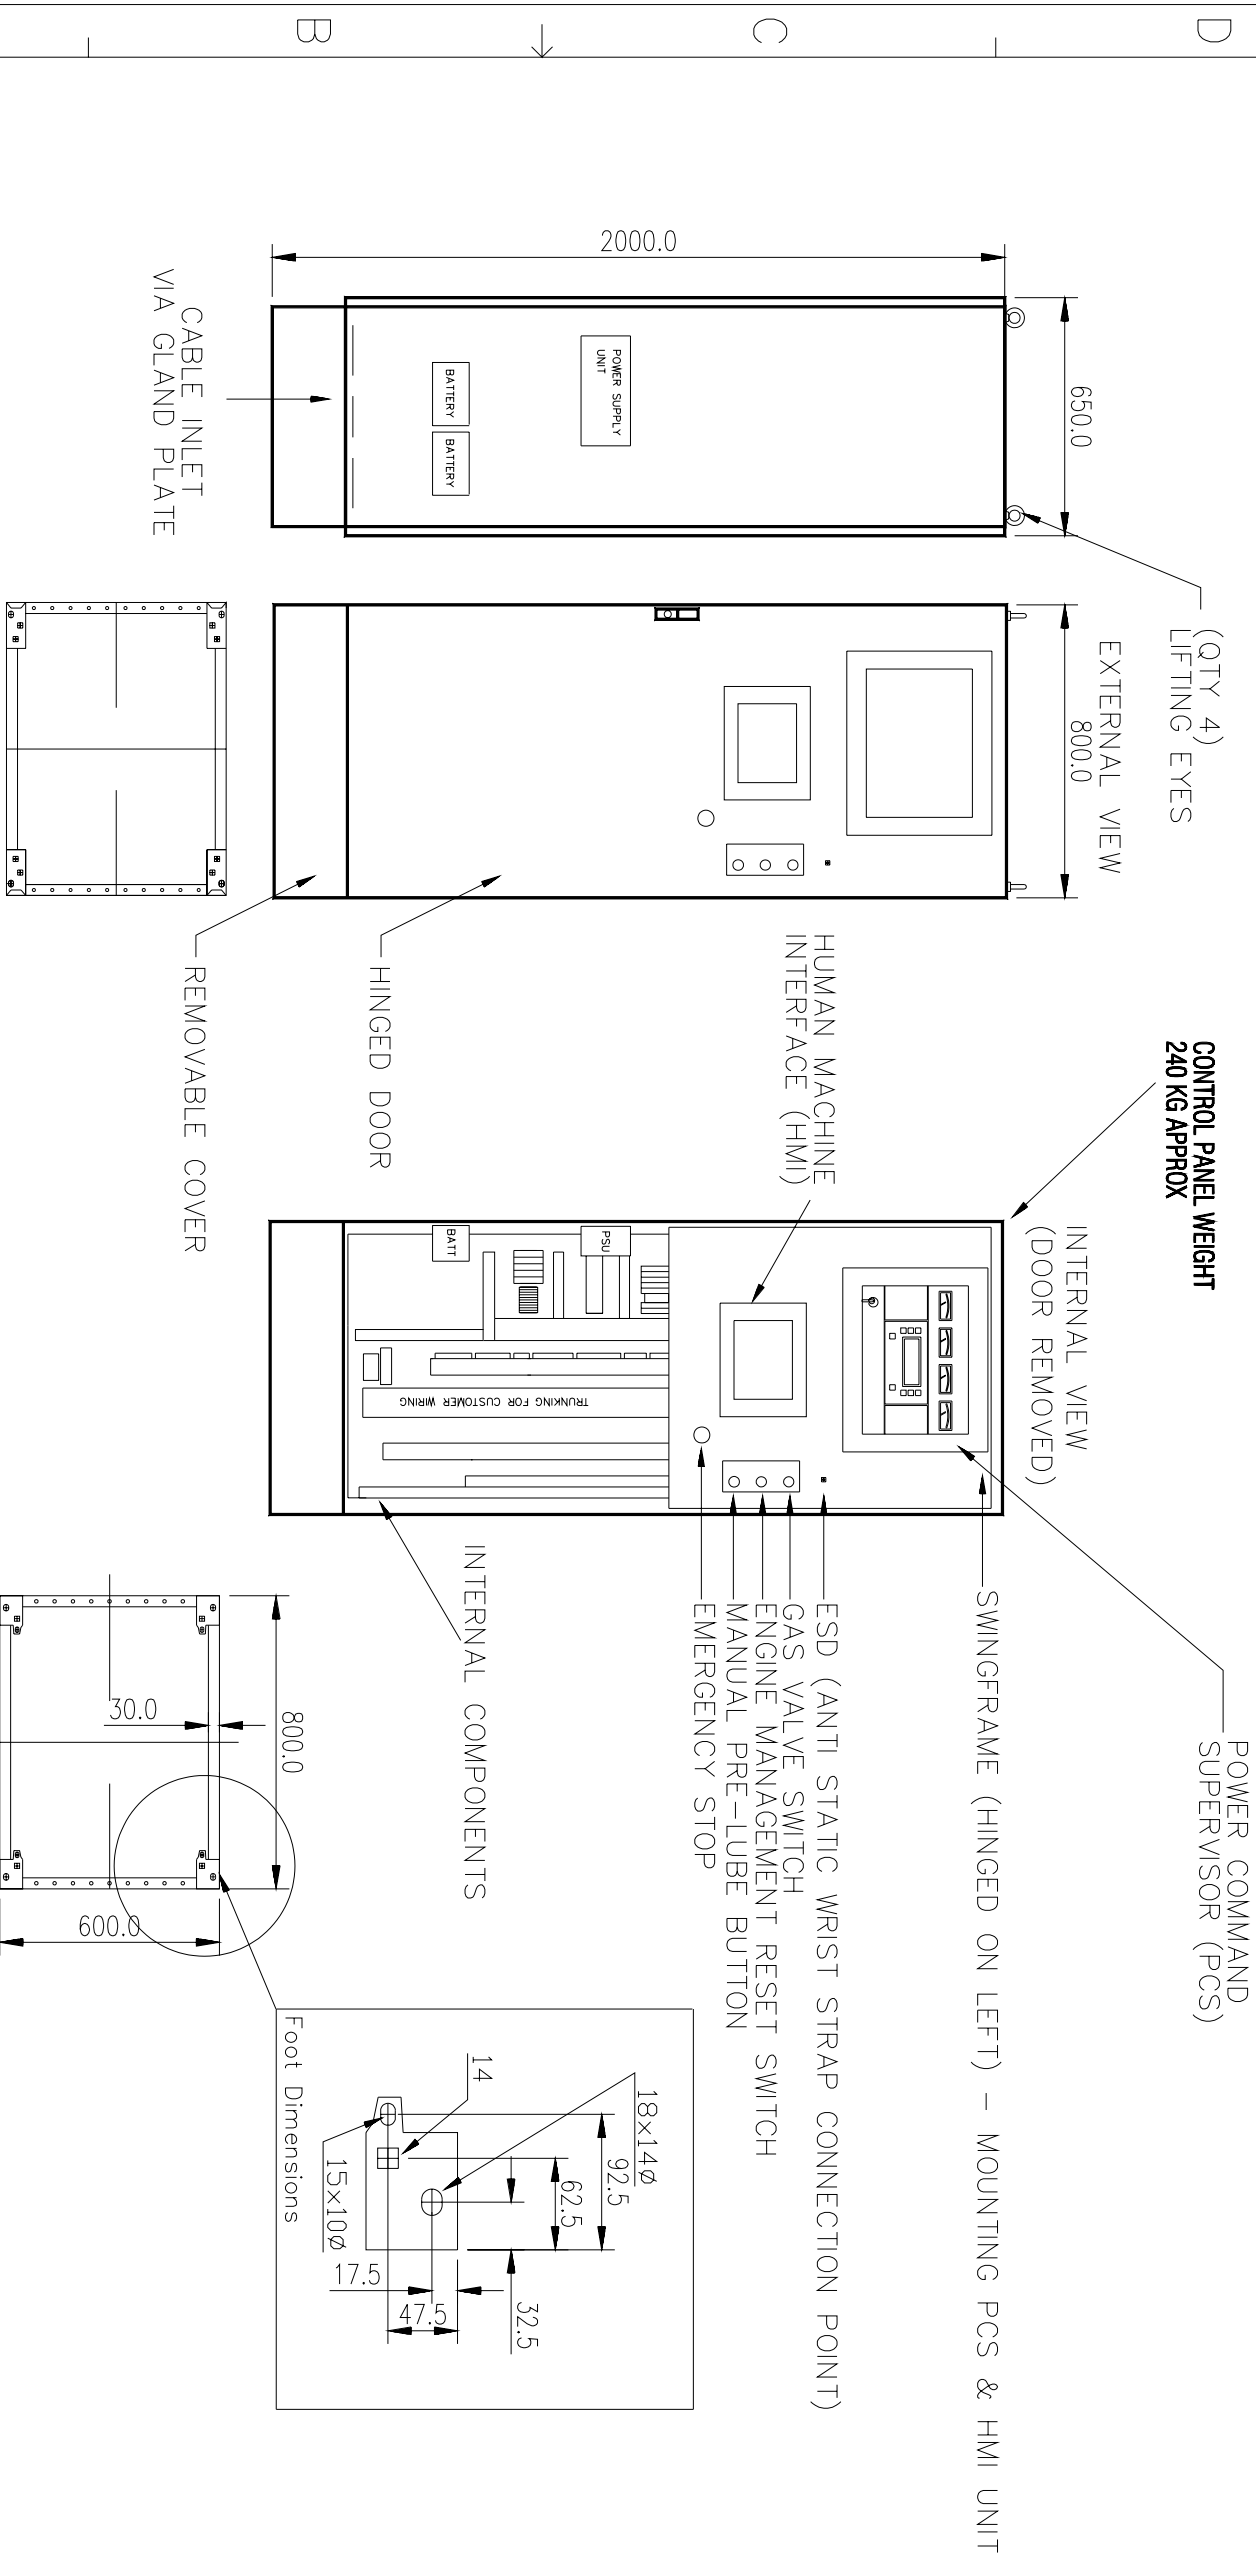 D
C
B
(QTY 4)
LIFTING EYES
EXTERNAL VIEW
650.0
800.0
2000.0
POWER SUPPLY
UNIT
BATTERY
BATTERY
CABLE INLET
VIA GLAND PLATE
HINGED DOOR
REMOVABLE COVER
CONTROL PANEL WEIGHT
240 KG APPROX
HUMAN MACHINE
INTERFACE (HMI)
INTERNAL VIEW
(DOOR REMOVED)
PSU
BATT
TRUNKING FOR CUSTOMER WIRING
POWER COMMAND
SUPERVISOR (PCS)
SWINGFRAME (HINGED ON LEFT) - MOUNTING PCS & HMI UNIT
ESD (ANTI STATIC WRIST STRAP CONNECTION POINT)
GAS VALVE SWITCH
ENGINE MANAGEMENT RESET SWITCH
MANUAL PRE-LUBE BUTTON
EMERGENCY STOP
INTERNAL COMPONENTS
800.0
30.0
600.0
18x14ø
92.5
62.5
32.5
14
15x10ø
17.5
47.5
Foot Dimensions